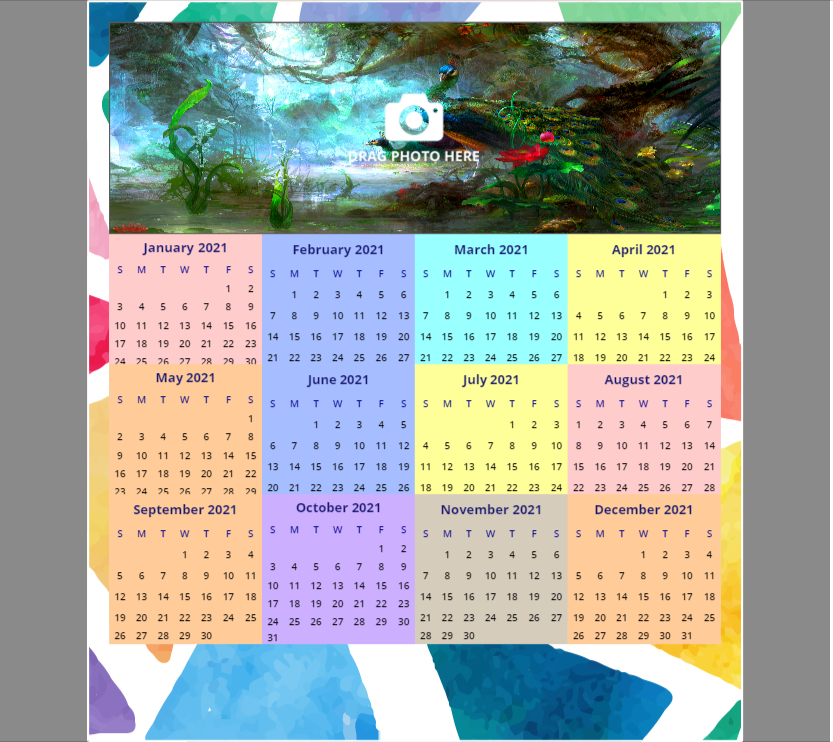 DRAG PHOTO HERE
January 2021
S M T W T F S
1 2
3 4 5 6 7 8 9
10 11 12 13 14 15 16
17 18 19 20 21 22 23
24 25 26 27 28 29 30
February 2021
S M T W T F S
1 2 3 4 5 6
7 8 9 10 11 12 13
14 15 16 17 18 19 20
21 22 23 24 25 26 27
March 2021
S M T W T F S
1 2 3 4 5 6
7 8 9 10 11 12 13
14 15 16 17 18 19 20
21 22 23 24 25 26 27
April 2021
S M T W T F S
1 2 3
4 5 6 7 8 9 10
11 12 13 14 15 16 17
18 19 20 21 22 23 24
May 2021
S M T W T F S
1
2 3 4 5 6 7 8
9 10 11 12 13 14 15
16 17 18 19 20 21 22
23 24 25 26 27 28 29
June 2021
S M T W T F S
1 2 3 4 5
6 7 8 9 10 11 12
13 14 15 16 17 18 19
20 21 22 23 24 25 26
July 2021
S M T W T F S
1 2 3
4 5 6 7 8 9 10
11 12 13 14 15 16 17
18 19 20 21 22 23 24
August 2021
S M T W T F S
1 2 3 4 5 6 7
8 9 10 11 12 13 14
15 16 17 18 19 20 21
22 23 24 25 26 27 28
September 2021
S M T W T F S
1 2 3 4
5 6 7 8 9 10 11
12 13 14 15 16 17 18
19 20 21 22 23 24 25
26 27 28 29 30
October 2021
S M T W T F S
1 2
3 4 5 6 7 8 9
10 11 12 13 14 15 16
17 18 19 20 21 22 23
24 25 26 27 28 29 30
31
November 2021
S M T W T F S
1 2 3 4 5 6
7 8 9 10 11 12 13
14 15 16 17 18 19 20
21 22 23 24 25 26 27
28 29 30
December 2021
S M T W T F S
1 2 3 4
5 6 7 8 9 10 11
12 13 14 15 16 17 18
19 20 21 22 23 24 25
26 27 28 29 30 31